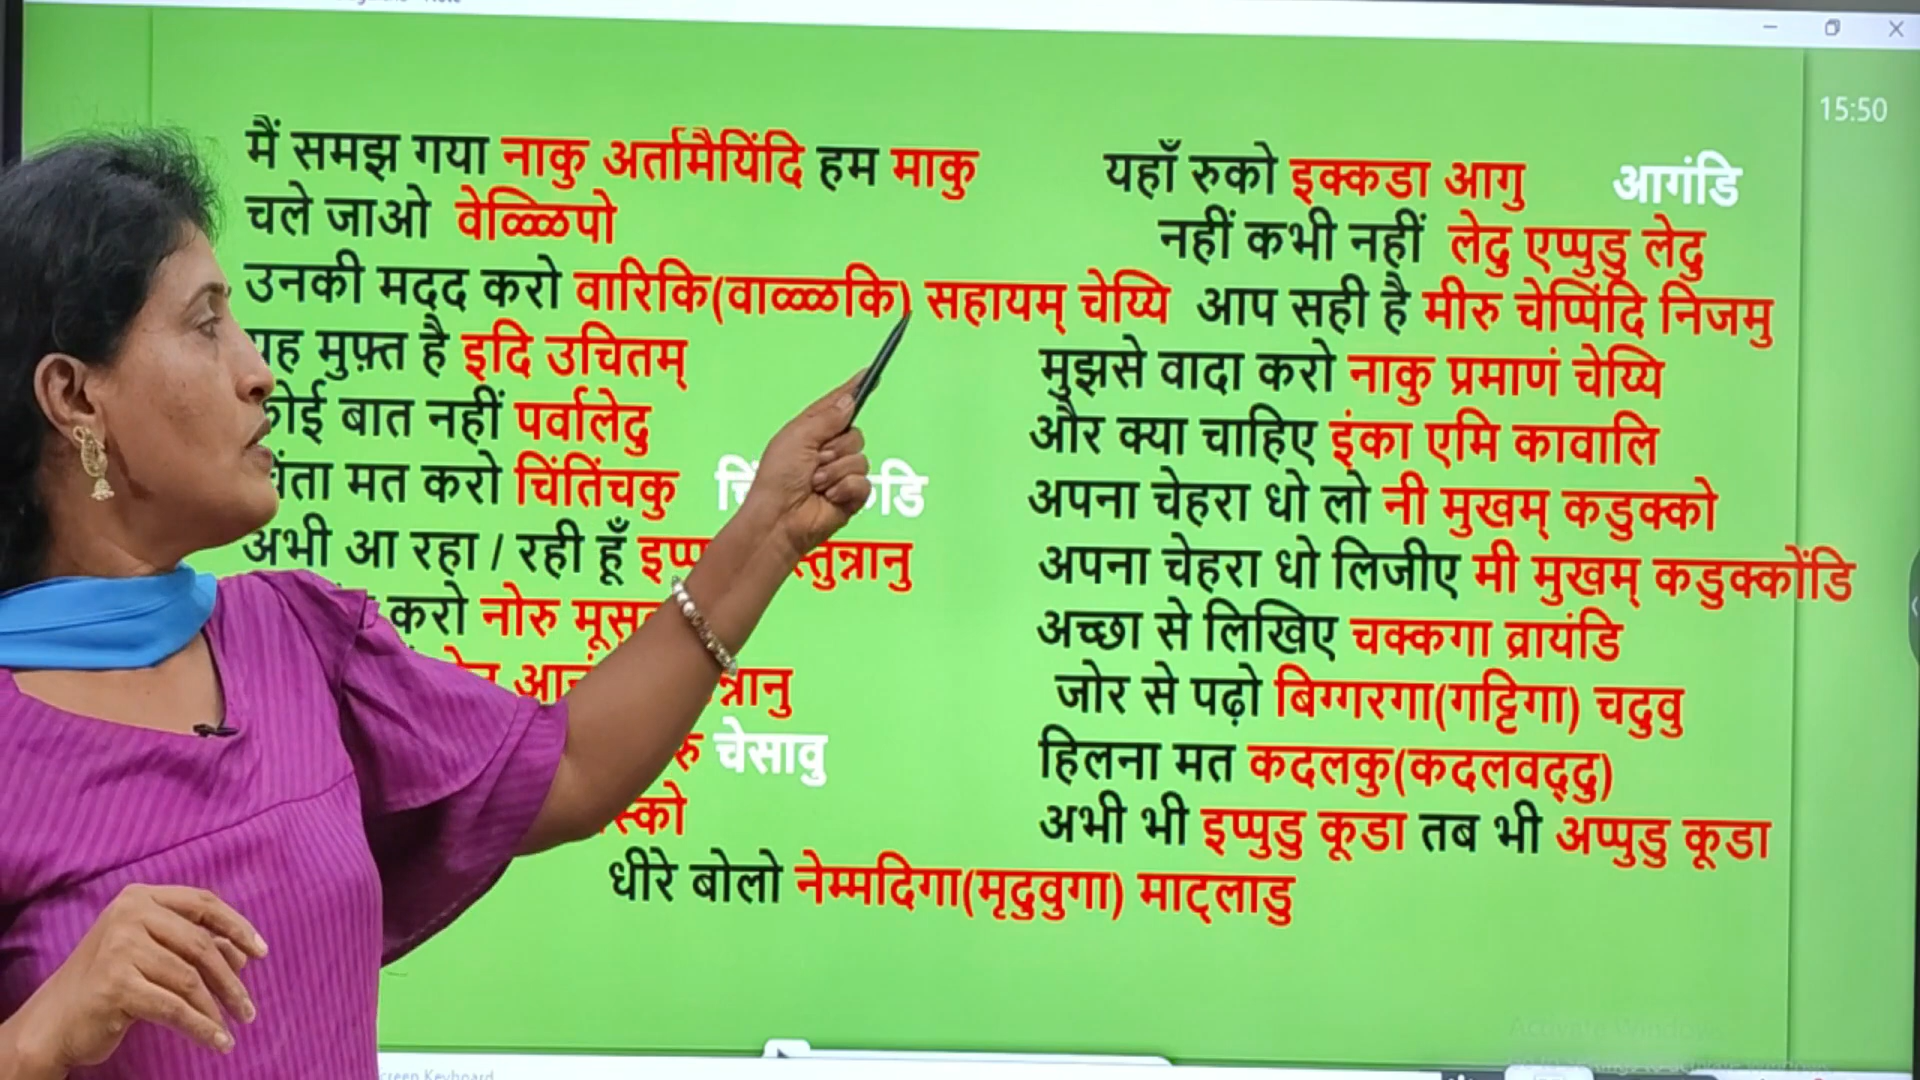 15:50
मैं समझ गया नाकु अर्तामैयिंदि हम माकु
चले जाओ वेळ्ळिपो
उनकी मदद करो वारिकि(वाळ्ळकि) सहायम् चेय्यि
मुफ़्त है इदि उचितम्
बात नहीं पर्वालेदु
मत करो चिंतिंचकु
अभी आ रहा / रही हूँ
करो नोरु
चेसावु
धीरे बोलो नेम्मदिगा(मृदुवुगा) माट्लाडु
यहाँ रुको इक्कडा आगु आगंडि
नहीं कभी नहीं लेदु एप्पुडु लेदु
आप सही है मीरु चेप्पिंदि निजमु
मुझसे वादा करो नाकु प्रमाणं चेय्यि
और क्या चाहिए इंका एमि कावालि
अपना चेहरा धो लो नी मुखम् कडुक्को
अपना चेहरा धो लिजीए मी मुखम् कडुक्कोंडि
अच्छा से लिखिए चक्कगा व्रायंडि
जोर से पढ़ो बिग्गरगा(गट्टिगा) चदुवु
हिलना मत कदलकु(कदलवद्दु)
अभी भी इप्पुडु कूडा तब भी अप्पुडु कूडा